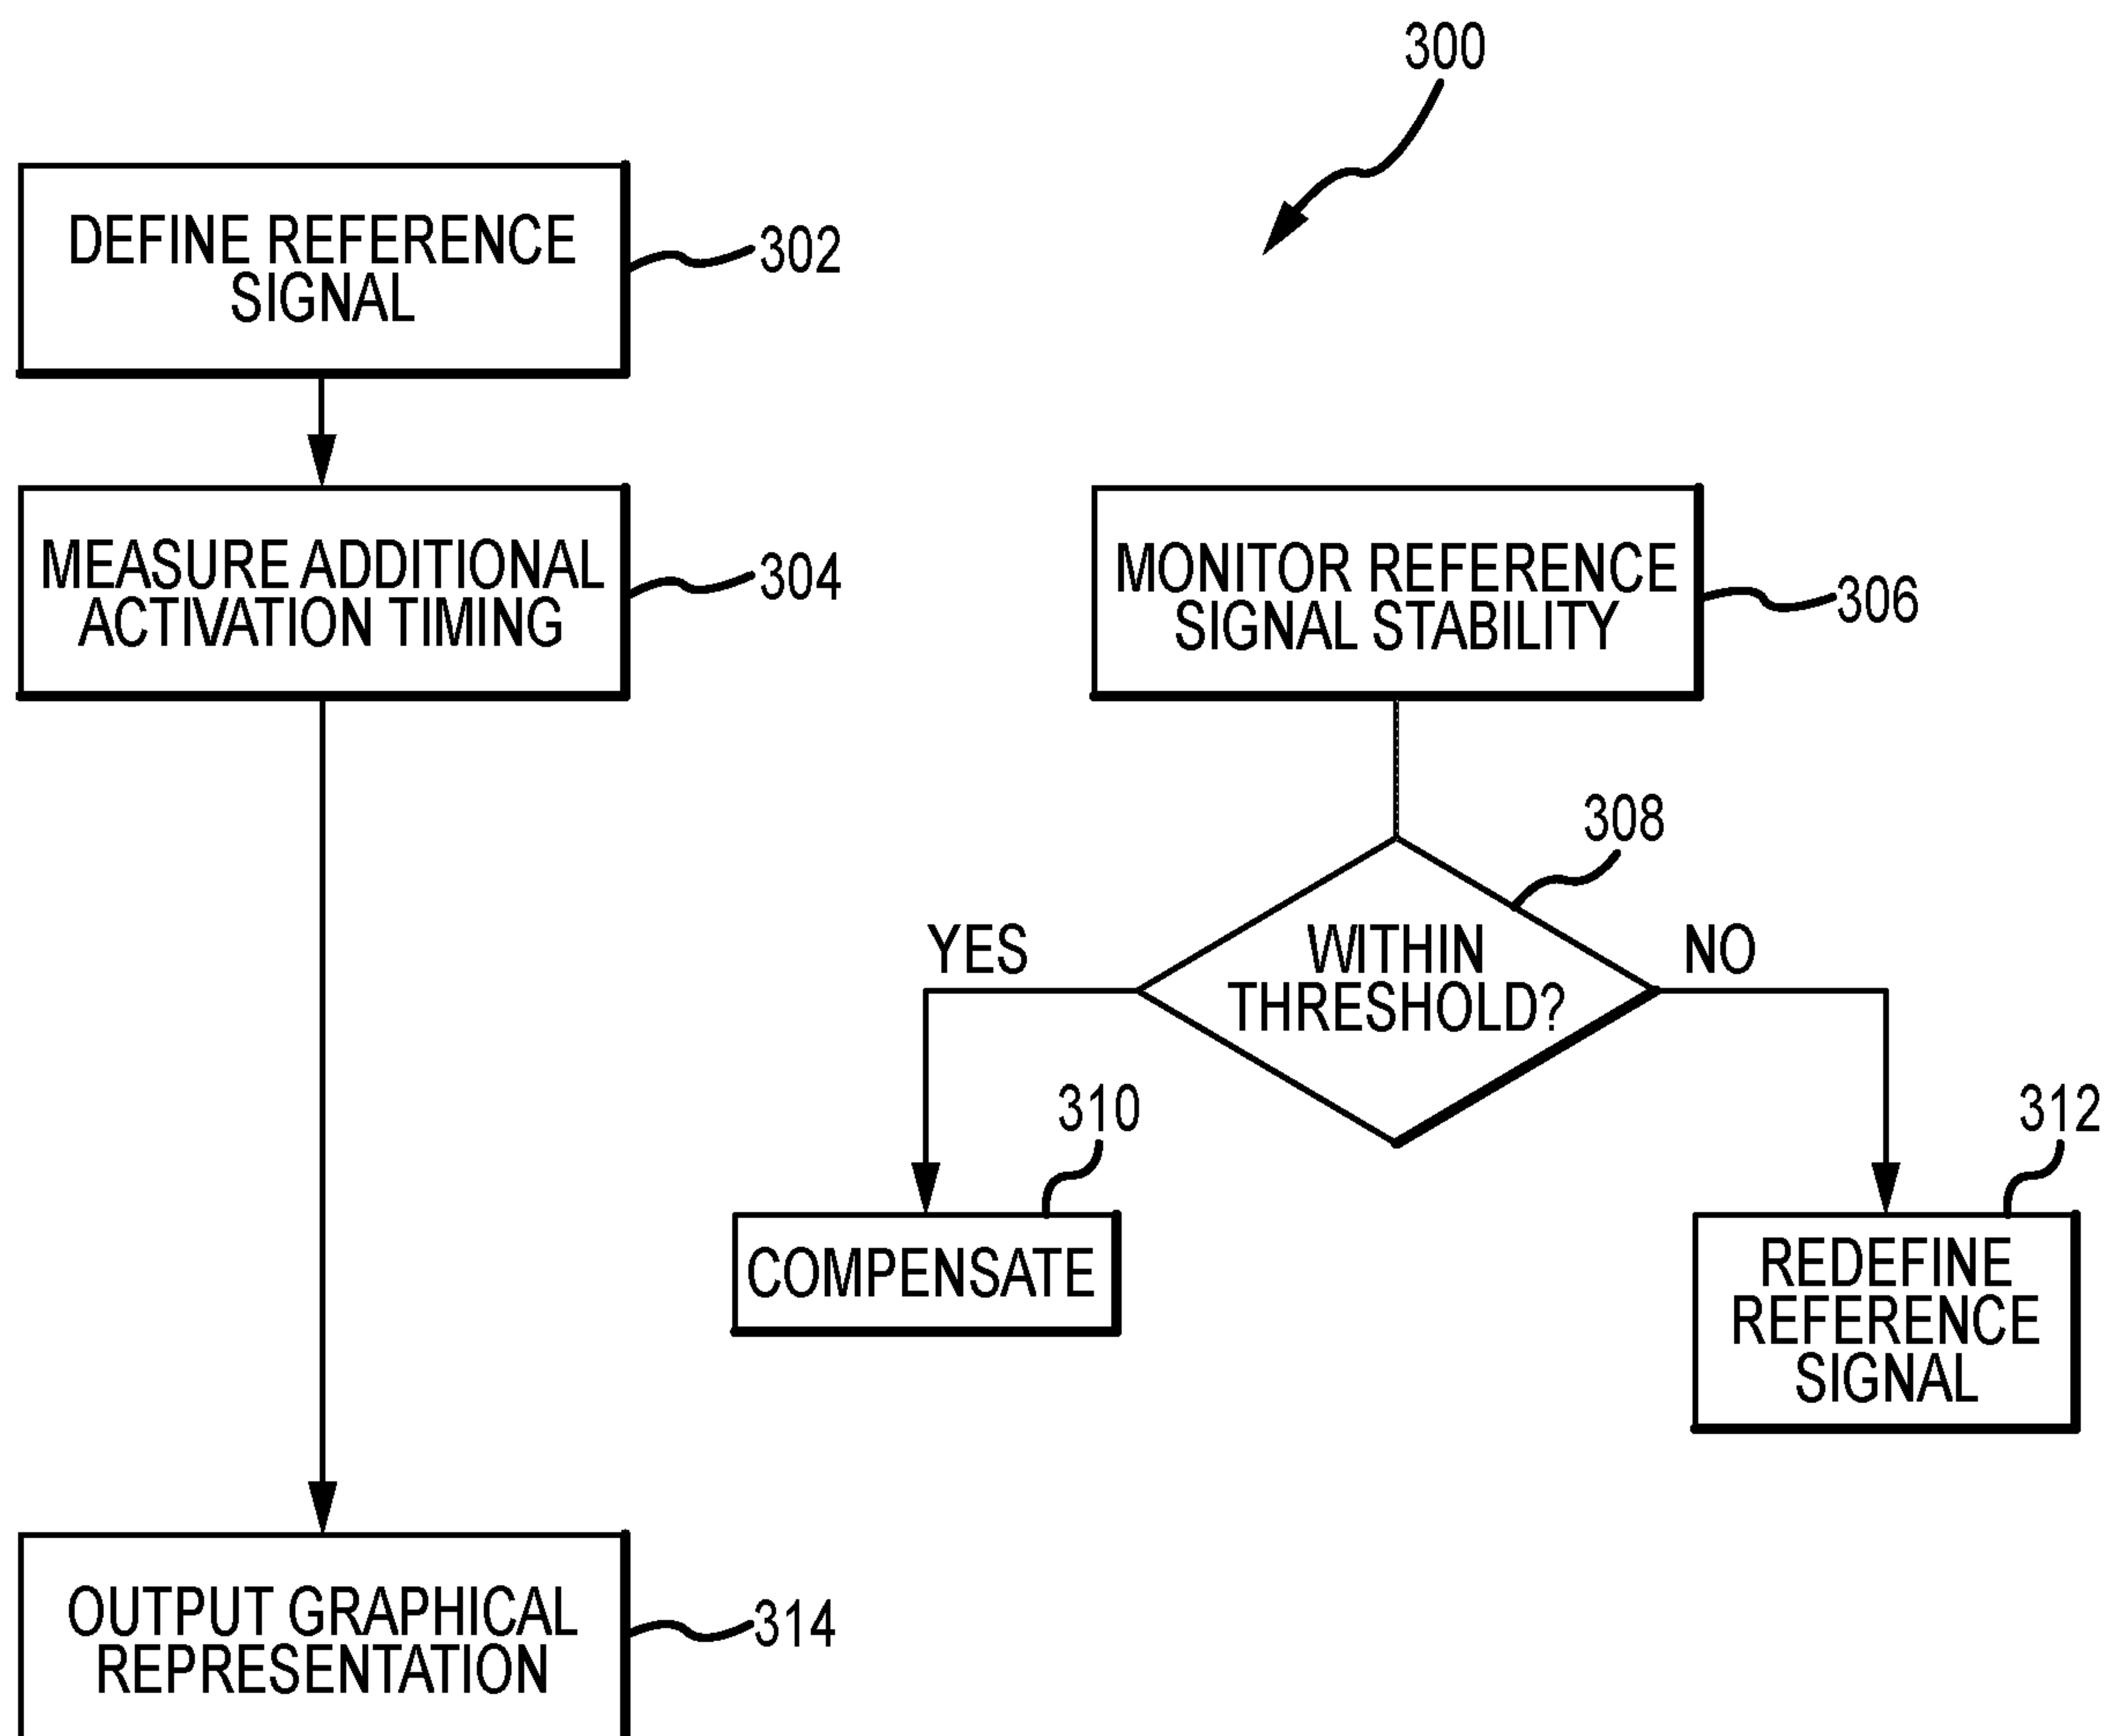 300
DEFINE REFERENCE
SIGNAL
302
MEASURE ADDITIONAL
ACTIVATION TIMING
304
MONITOR REFERENCE
SIGNAL STABILITY
306
308
WITHIN
THRESHOLD?
YES
NO
310
COMPENSATE
312
REDEFINE
REFERENCE
SIGNAL
OUTPUT GRAPHICAL
REPRESENTATION
314